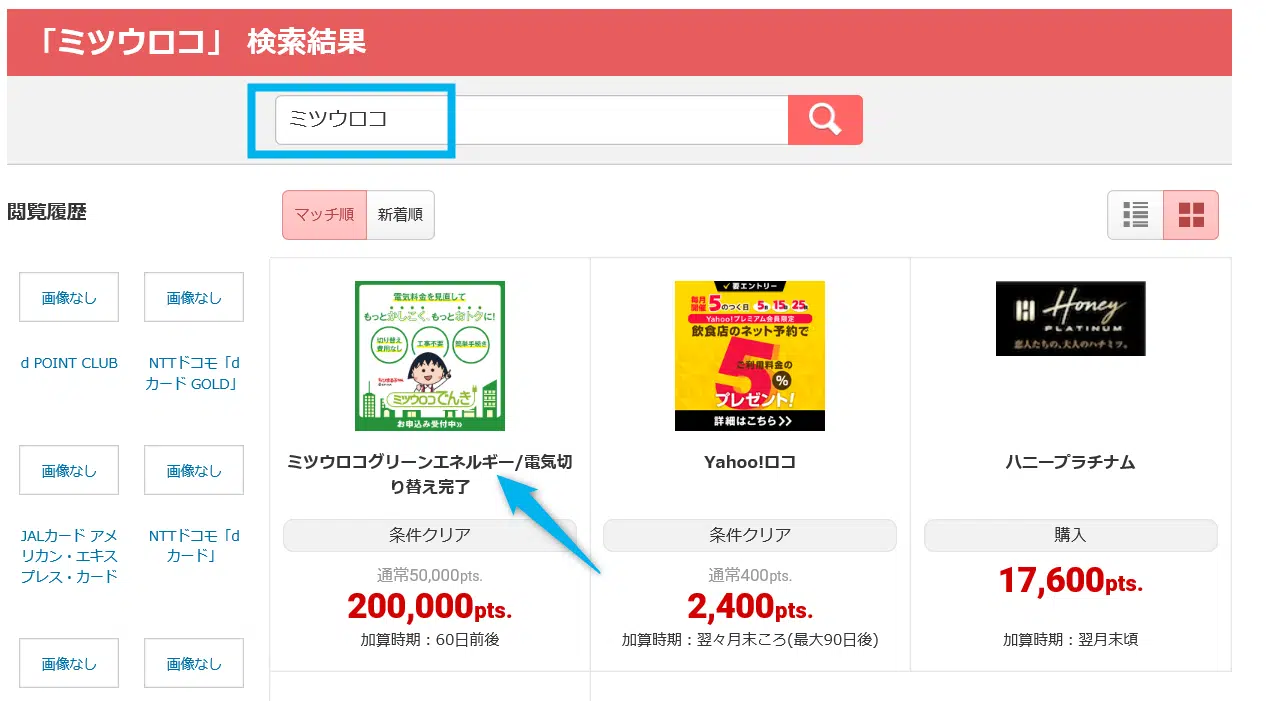 「ミツウロコ」 検索結果
ミツウロコ
閲覧履歴
マッチ順 新着順
画像なし 画像なし
d POINT CLUB
NTTドコモ「d
カード GOLD」
画像なし 画像なし
JALカード アメ
リカン・エキス
プレス・カード
NTTドコモ「d
カード」
画像なし 画像なし
電気料金を見直して
もっとかしこく、もっとおトクに!
切り替え
費用なし
工事不要
簡単手続き
ミツウロコでんき
お申込み受付中»
ミツウロコグリーンエネルギー/電気切
り替え完了
条件クリア
通常50,000pts.
200,000pts.
加算時期：60日前後
✓要エントリー
毎月
開催
5のつく日 5日 15日 25日
Yahoo!プレミアム会員限定
飲食店のネット予約で
ご利用料金の
5%
プレゼント!
詳細はこちら❯❯
Yahoo!ロコ
条件クリア
通常400pts.
2,400pts.
加算時期：翌々月末ころ(最大90日後)
Honey
PLATINUM
恋人たちの、大人のハチミツ。
ハニープラチナム
購入
17,600pts.
加算時期：翌月末頃